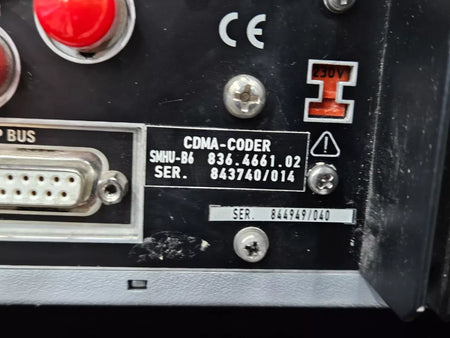 CE
230V
P BUS
CDMA-CODER
SMHU-B6 836.4661.02
SER. 843740/014
SER. 844949/040